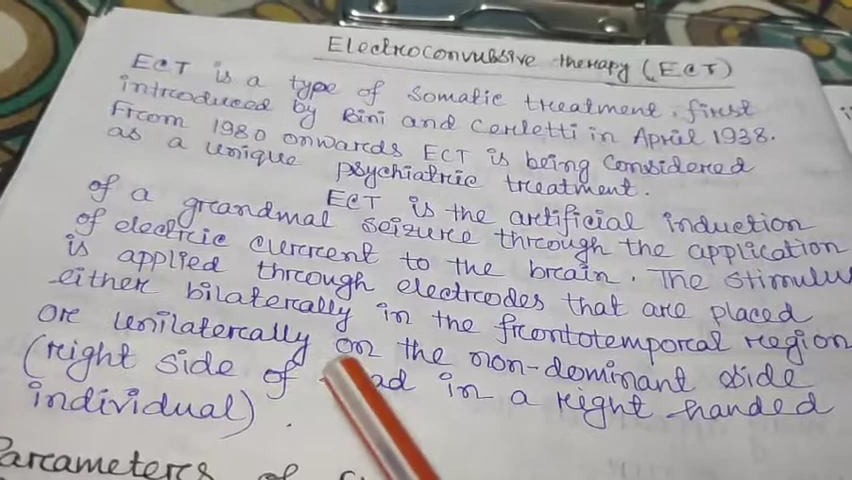 Electroconvulsive therapy (ECT)
ECT is a type of somatic treatment, first
introduced by Bini and Cerletti in April 1938.
From 1980 onwards ECT is being considered
as a unique psychiatric treatment.
ECT is the artificial induction
of a grandmal seizure through the application
of electric current to the brain. The stimulus
is applied through electrodes that are placed
either bilaterally in the frontotemporal region
or unilaterally on the non-dominant side
(right side of head in a right handed
individual).
Parameters of